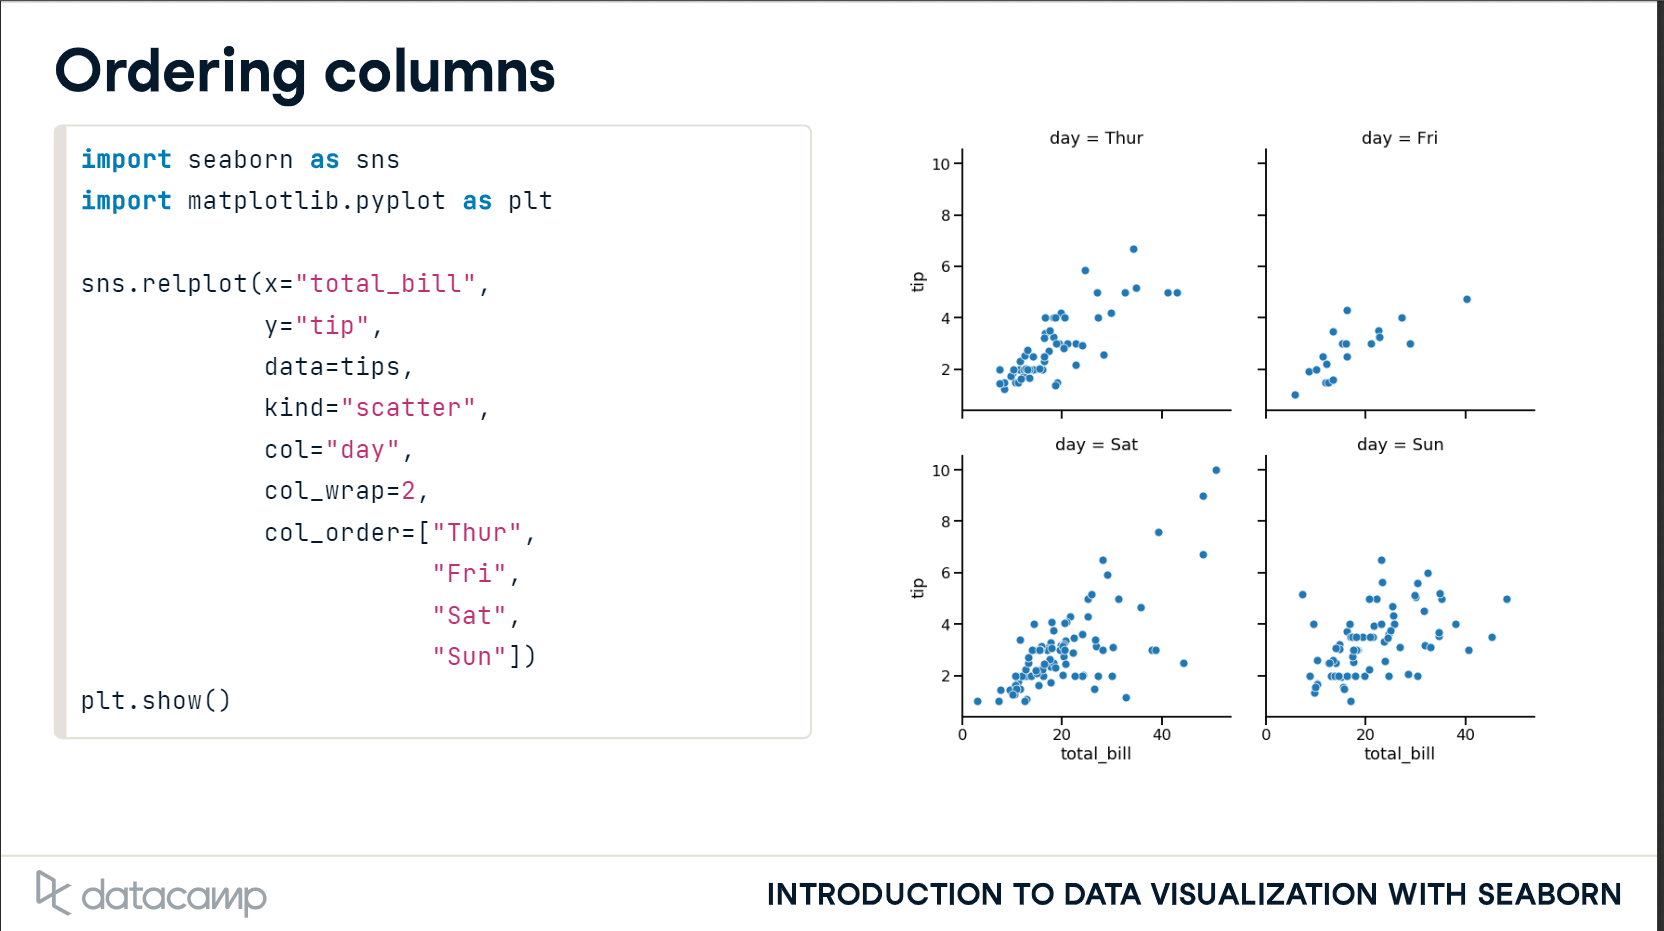 Ordering columns
import seaborn as sns
import matplotlib.pyplot as plt
sns.relplot(x="total_bill",
y="tip",
data=tips,
kind="scatter",
col="day",
col_wrap=2,
col_order=["Thur",
"Fri",
"Sat",
"Sun"])
plt.show()
day = Thur
day = Fri
10
8
6
4
2
tip
day = Sat
day = Sun
10
8
6
4
2
tip
0 20 40
0 20 40
total_bill
total_bill
datacamp
INTRODUCTION TO DATA VISUALIZATION WITH SEABORN